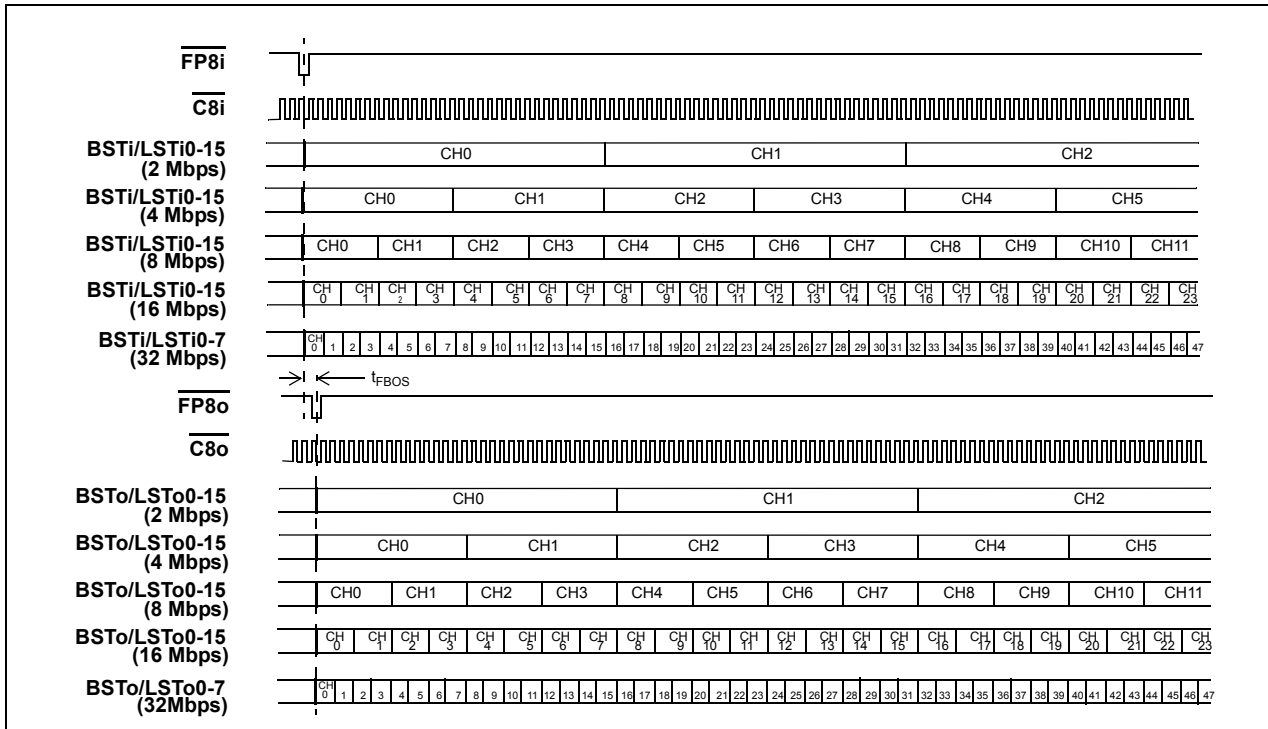 FP8i
C8i
BSTi/LSTi0-15
(2 Mbps)
CH0 CH1 CH2
BSTi/LSTi0-15
(4 Mbps)
CH0 CH1 CH2 CH3 CH4 CH5
BSTi/LSTi0-15
(8 Mbps)
CH0 CH1 CH2 CH3 CH4 CH5 CH6 CH7 CH8 CH9 CH10 CH11
BSTi/LSTi0-15
(16 Mbps)
CH CH CH CH CH CH CH CH CH CH CH CH CH CH CH CH CH CH CH CH CH CH CH CH
0 1 2 3 4 5 6 7 8 9 10 11 12 13 14 15 16 17 18 19 20 21 22 23
BSTi/LSTi0-7
(32 Mbps)
CH
0 1 2 3 4 5 6 7 8 9 10 11 12 13 14 15 16 17 18 19 20 21 22 23 24 25 26 27 28 29 30 31 32 33 34 35 36 37 38 39 40 41 42 43 44 45 46 47
tFBOS
FP8o
C8o
BSTo/LSTo0-15
(2 Mbps)
CH0 CH1 CH2
BSTo/LSTo0-15
(4 Mbps)
CH0 CH1 CH2 CH3 CH4 CH5
BSTo/LSTo0-15
(8 Mbps)
CH0 CH1 CH2 CH3 CH4 CH5 CH6 CH7 CH8 CH9 CH10 CH11
BSTo/LSTo0-15
(16 Mbps)
CH CH CH CH CH CH CH CH CH CH CH CH CH CH CH CH CH CH CH CH CH CH CH CH
0 1 2 3 4 5 6 7 8 9 10 11 12 13 14 15 16 17 18 19 20 21 22 23
BSTo/LSTo0-7
(32Mbps)
CH
0 1 2 3 4 5 6 7 8 9 10 11 12 13 14 15 16 17 18 19 20 21 22 23 24 25 26 27 28 29 30 31 32 33 34 35 36 37 38 39 40 41 42 43 44 45 46 47